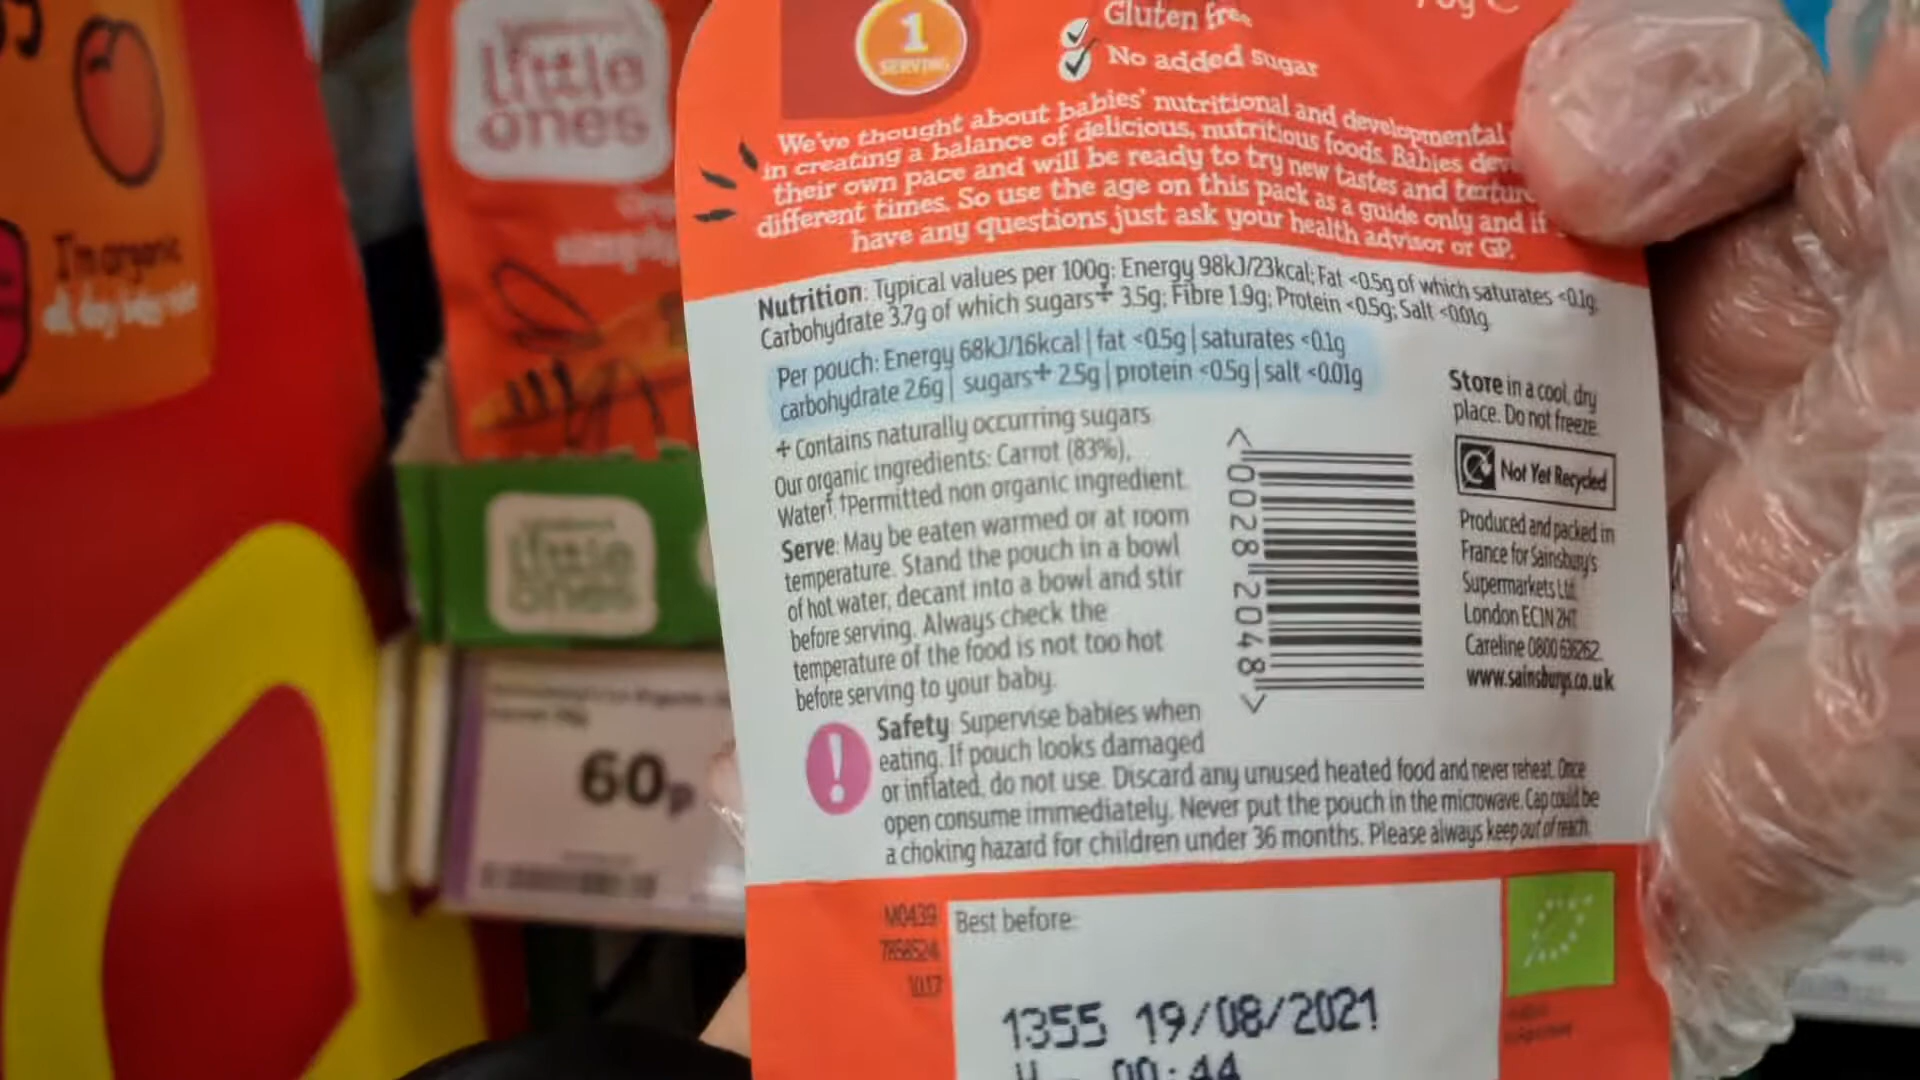 little
ones
I'm organic
little
ones
60p
1
SERVING
Gluten free
No added sugar
We've thought about babies' nutritional and developmental
in creating a balance of delicious, nutritious foods. Babies
their own pace and will be ready to try new tastes and
different times. So use the age on this pack as a guide only and if
have any questions just ask your health advisor or GP.
Nutrition: Typical values per 100g: Energy 98kJ/23kcal; Fat <0.5g of which saturates <0.1g;
Carbohydrate 3.7g of which sugars+ 3.5g; Fibre 1.9g; Protein <0.5g; Salt <0.01g
Per pouch: Energy 68kJ/16kcal | fat <0.5g | saturates <0.1g
carbohydrate 2.6g | sugars+ 2.5g | protein <0.5g | salt <0.01g
+ Contains naturally occurring sugars
Our organic ingredients: Carrot (83%),
Water†. †Permitted non organic ingredient
Serve: May be eaten warmed or at room
temperature. Stand the pouch in a bowl
of hot water, decant into a bowl and stir
before serving. Always check the
temperature of the food is not too hot
before serving to your baby.
Store in a cool, dry
place. Do not freeze.
Not Yet Recycled
Produced and packed in
France for Sainsbury's
Supermarkets Ltd,
London EC1N 2HT
Careline 0800 636262
www.sainsburys.co.uk
< 0028 2048 >
Safety: Supervise babies when
eating. If pouch looks damaged
or inflated, do not use. Discard any unused heated food and never reheat. Once
open consume immediately. Never put the pouch in the microwave. Cap could be
a choking hazard for children under 36 months. Please always keep out of reach.
M0439
10.17
Best before:
1355 19/08/2021
00:44